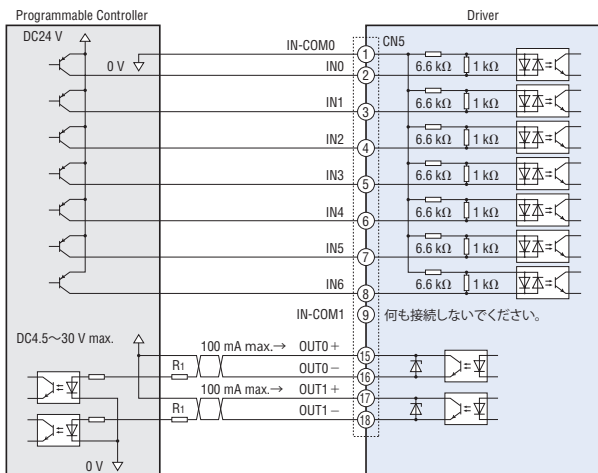 Programmable Controller
Driver
DC24 V
0 V
IN-COM0
CN5
1
6.6 kΩ
1 kΩ
IN0
2
6.6 kΩ
1 kΩ
IN1
3
6.6 kΩ
1 kΩ
IN2
4
6.6 kΩ
1 kΩ
IN3
5
6.6 kΩ
1 kΩ
IN4
6
6.6 kΩ
1 kΩ
IN5
7
6.6 kΩ
1 kΩ
IN6
8
IN-COM1
9
何も接続しないでください。
DC4.5~30 V max.
100 mA max.→
OUT0+
15
R1
OUT0−
16
100 mA max.→
OUT1+
17
R1
OUT1−
18
0 V